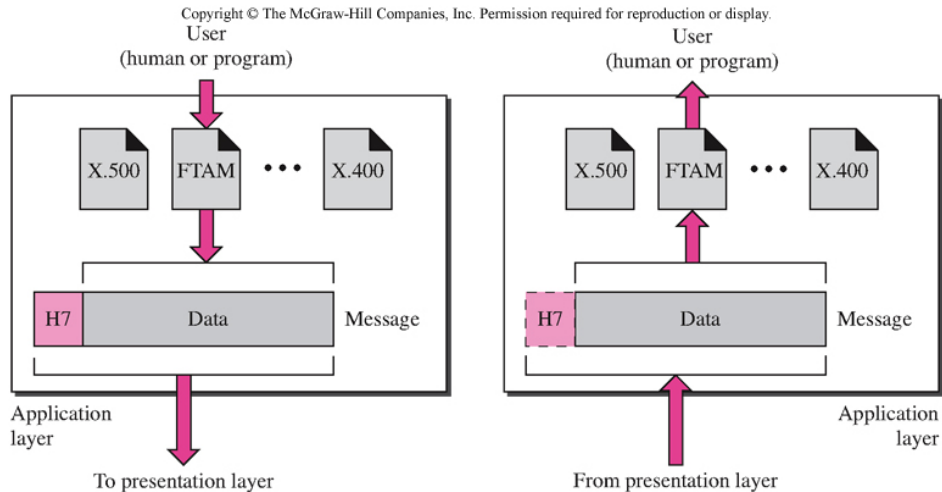 Copyright © The McGraw-Hill Companies, Inc. Permission required for reproduction or display.
User
(human or program)
X.500
FTAM
•••
X.400
H7
Data
Message
Application
layer
To presentation layer
User
(human or program)
X.500
FTAM
•••
X.400
H7
Data
Message
Application
layer
From presentation layer